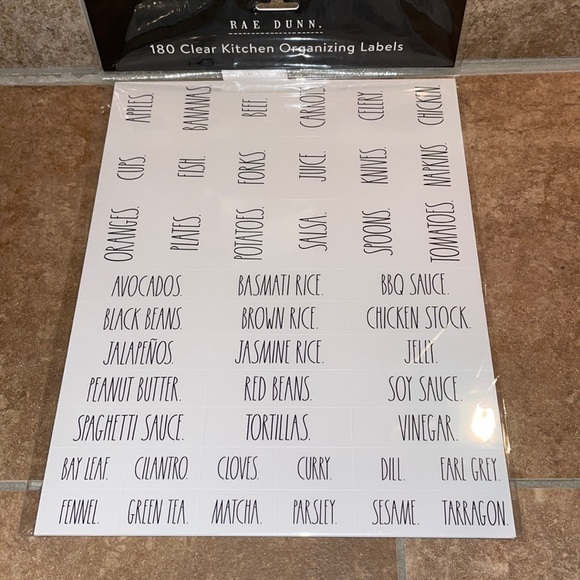 RAE DUNN.
180 Clear Kitchen Organizing Labels
APPLES. BANANAS. BEEF. CARROTS. CELERY. CHICKEN.
CUPS. FISH. FORKS. JUICE. KNIVES. NAPKINS.
ORANGES. PLATES. POTATOES. SALSA. SPOONS. TOMATOES.
AVOCADOS. BASMATI RICE. BBQ SAUCE.
BLACK BEANS. BROWN RICE. CHICKEN STOCK.
JALAPEÑOS. JASMINE RICE. JELLY.
PEANUT BUTTER. RED BEANS. SOY SAUCE.
SPAGHETTI SAUCE. TORTILLAS. VINEGAR.
BAY LEAF. CILANTRO. CLOVES. CURRY. DILL. EARL GREY.
FENNEL. GREEN TEA. MATCHA. PARSLEY. SESAME. TARRAGON.